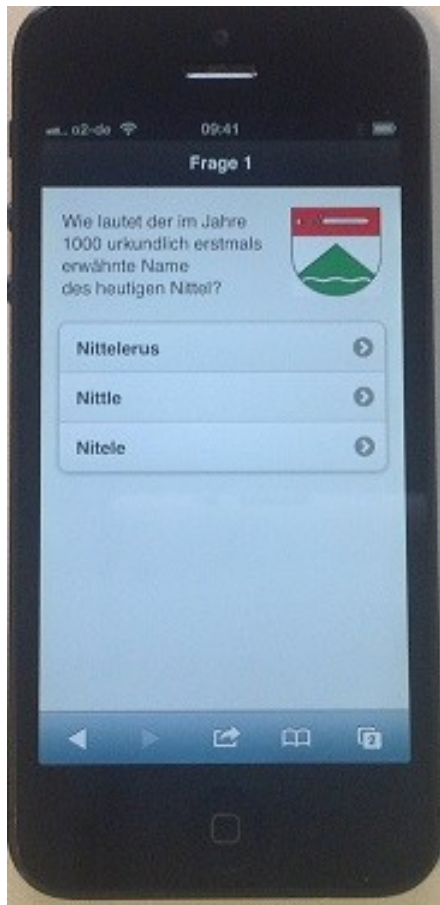 o2-de 09:41
Frage 1
Wie lautet der im Jahre
1000 urkundlich erstmals
erwähnte Name
des heutigen Nittel?
Nittelerus
Nittle
Nitele
2